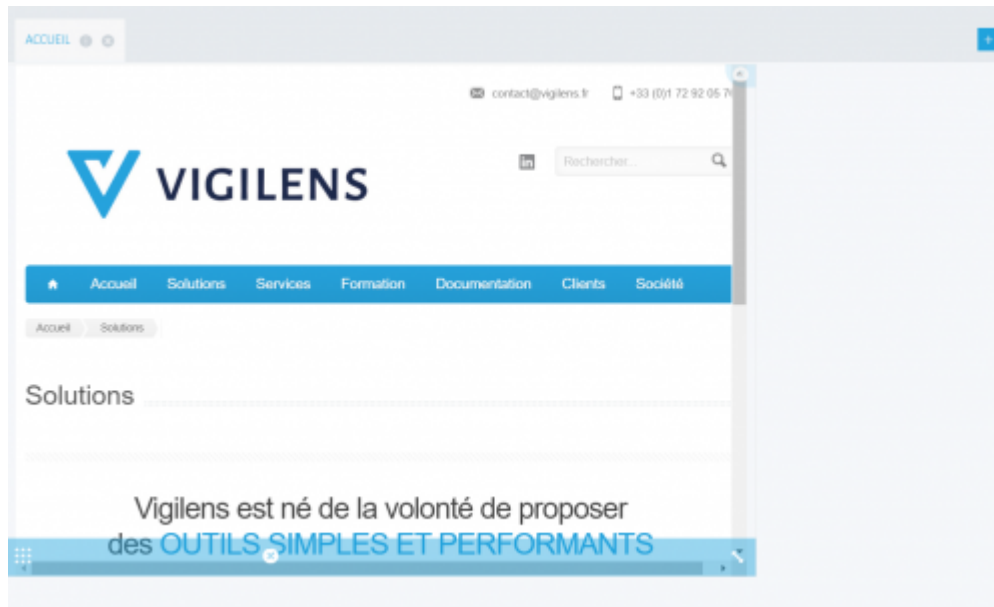 ACCUEIL
contact@vigilens.fr +33 (0)1 72 92 05
Rechercher...
VIGILENS
Accueil Solutions Services Formation Documentation Clients Société
Accueil Solutions
Solutions
Vigilens est né de la volonté de proposer
des OUTILS SIMPLES ET PERFORMANTS